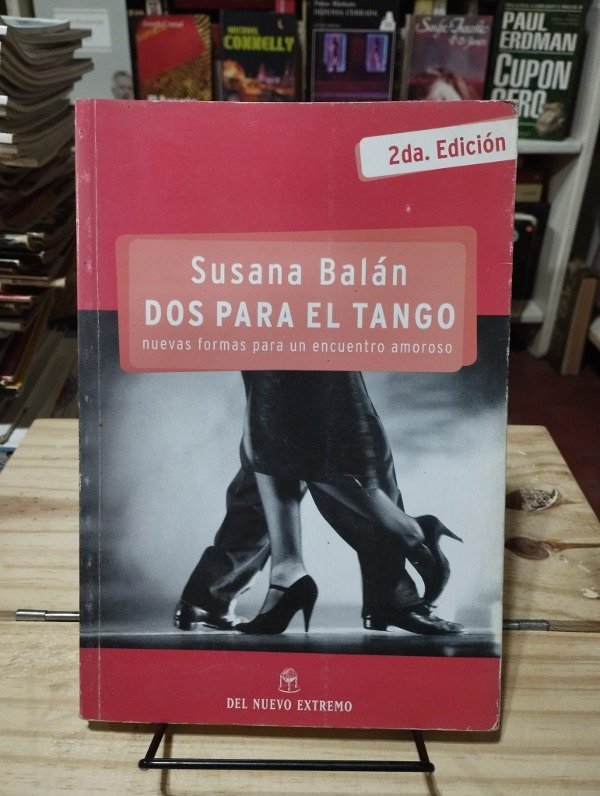 MICHAEL
CONNELLY
PAUL
ERDMAN
CUPON
CERO
2da. Edición
Susana Balán
DOS PARA EL TANGO
nuevas formas para un encuentro amoroso
DEL NUEVO EXTREMO